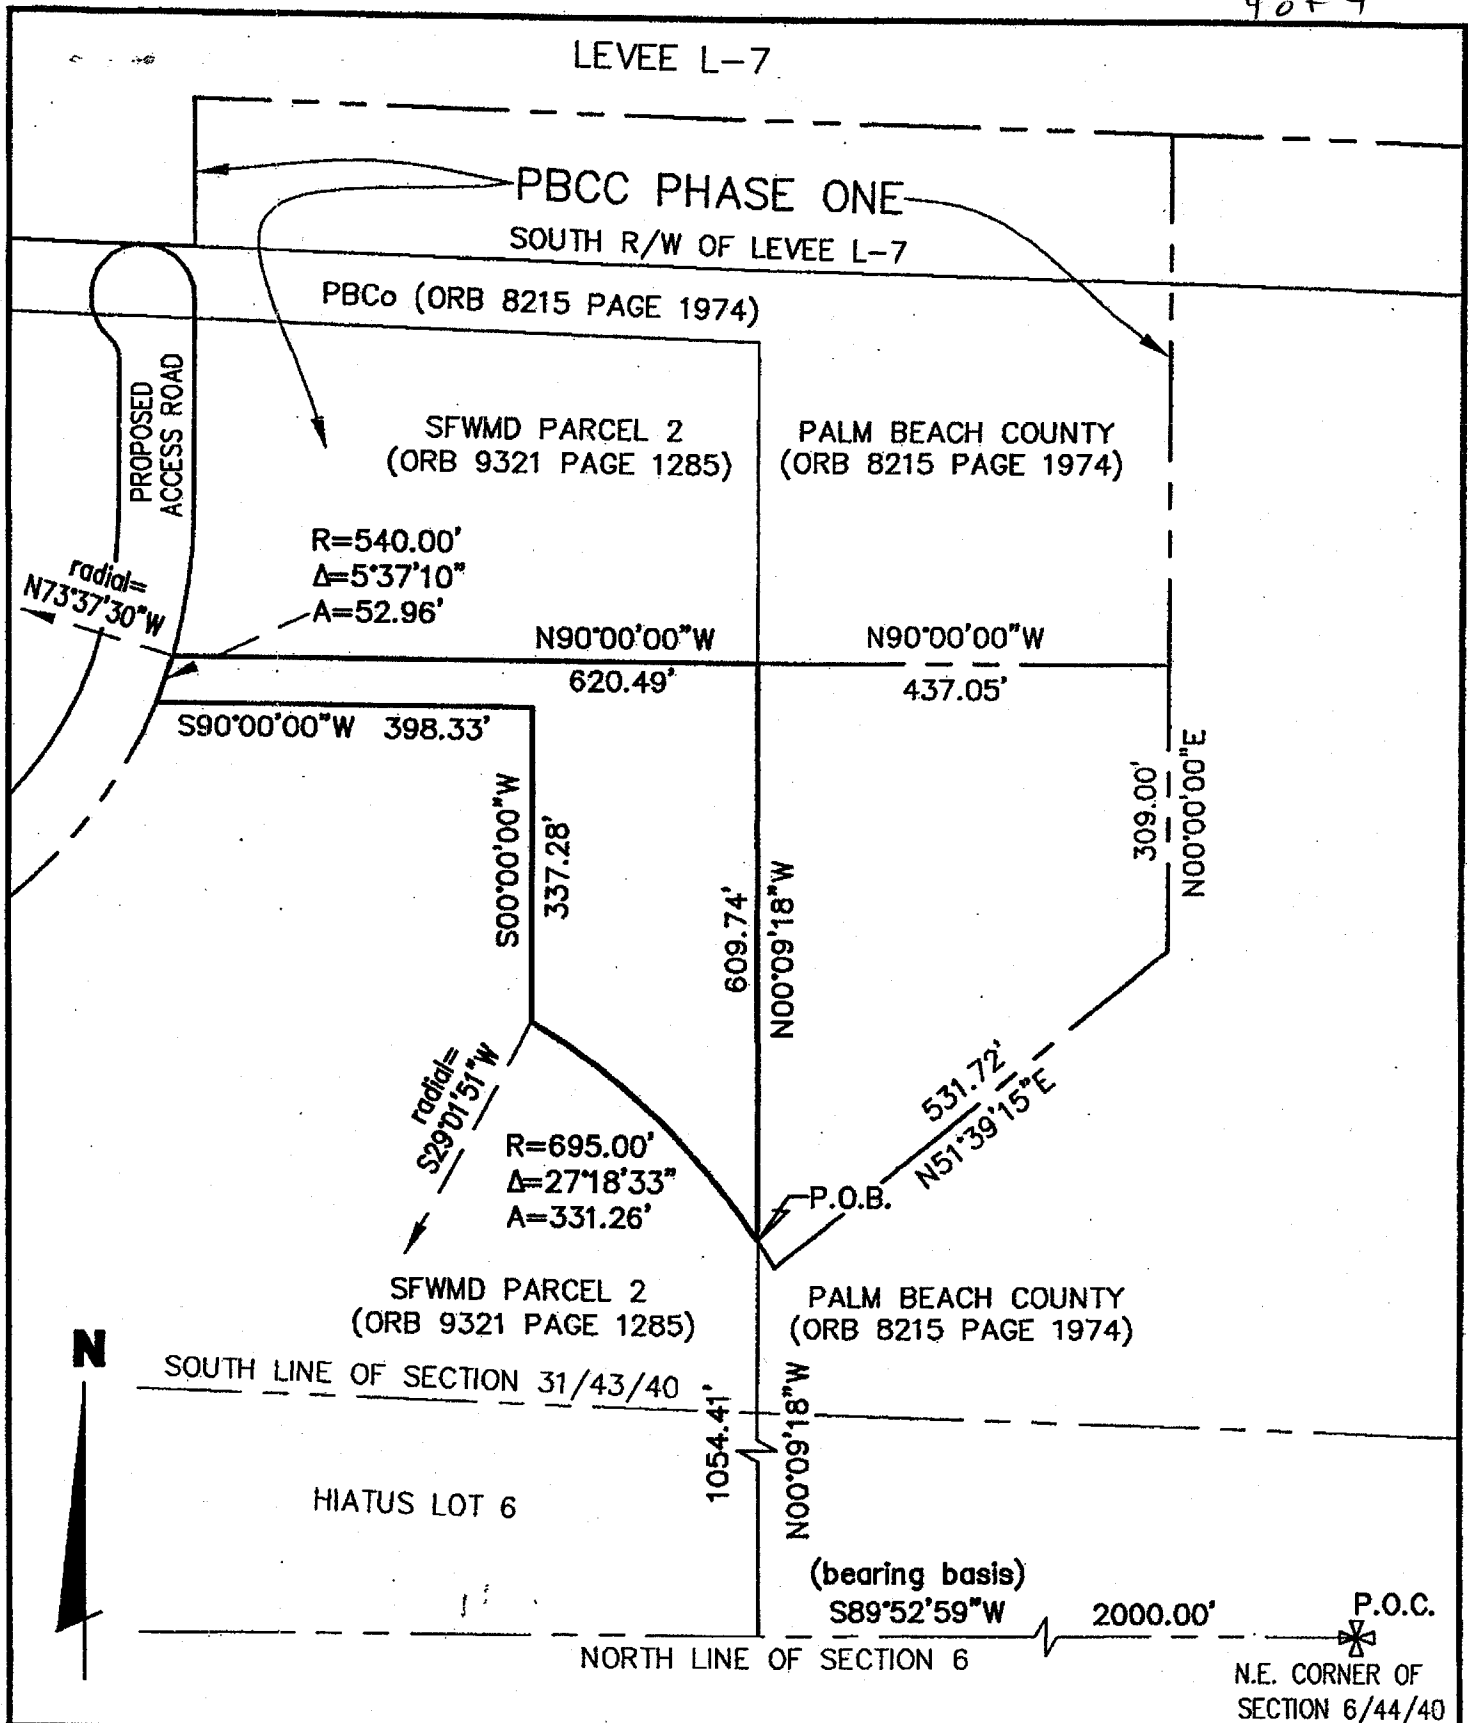 4 of 4
LEVEE L-7
PBCC PHASE ONE
SOUTH R/W OF LEVEE L-7
PBCo (ORB 8215 PAGE 1974)
PROPOSED
ACCESS ROAD
SFWMD PARCEL 2
(ORB 9321 PAGE 1285)
PALM BEACH COUNTY
(ORB 8215 PAGE 1974)
R=540.00'
Δ=5°37'10"
A=52.96'
radial=
N73°37'30"W
N90°00'00"W
620.49'
N90°00'00"W
437.05'
S90°00'00"W 398.33'
S00°00'00"W
337.28'
609.74'
N00°09'18"W
309.00'
N00°00'00"E
radial=
S29°01'51"W
R=695.00'
Δ=27°18'33"
A=331.26'
531.72'
N51°39'15"E
P.O.B.
SFWMD PARCEL 2
(ORB 9321 PAGE 1285)
PALM BEACH COUNTY
(ORB 8215 PAGE 1974)
N
SOUTH LINE OF SECTION 31/43/40
1054.41'
N00°09'18"W
HIATUS LOT 6
(bearing basis)
S89°52'59"W 2000.00'
P.O.C.
NORTH LINE OF SECTION 6
N.E. CORNER OF
SECTION 6/44/40